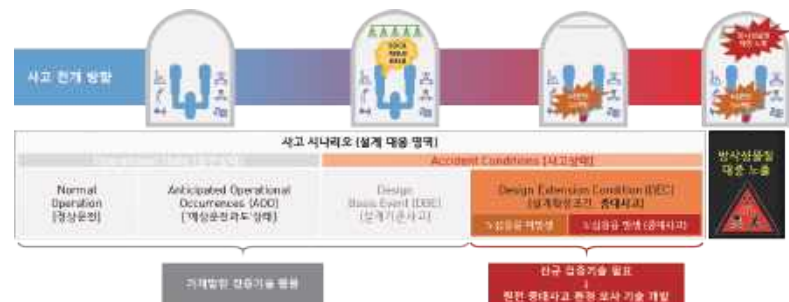 사고 전개 방향
사고 시나리오 (설계 대응 영역)
Accident Conditions (사고상태)
Normal
Operation
(정상운전)
Anticipated Operational
Occurrences (AOO)
(예상운전과도 상태)
Design
Basis Event (DBE)
(설계기준사고)
Design Extension Condition (DEC)
(설계확장조건, 중대사고)
노심용융 미발생
노심용융 발생 (중대사고)
방사성물질
대중 노출
기개발된 검증기술 활용
신규 검증기술 필요
↓
원전 중대사고 환경 모사 기술 개발